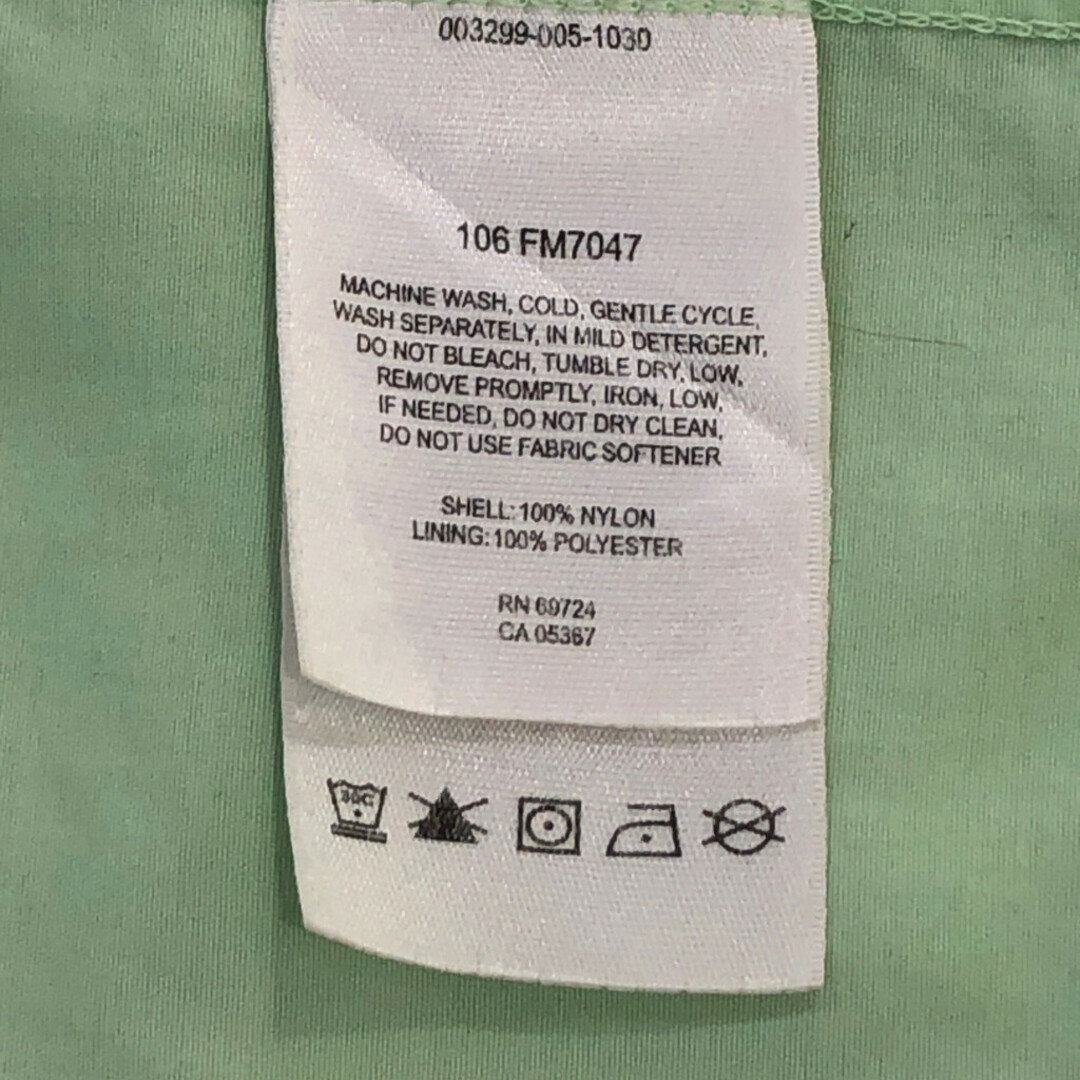 003299-005-1030
106 FM7047
MACHINE WASH, COLD, GENTLE CYCLE,
WASH SEPARATELY, IN MILD DETERGENT,
DO NOT BLEACH, TUMBLE DRY, LOW,
REMOVE PROMPTLY, IRON, LOW,
IF NEEDED, DO NOT DRY CLEAN,
DO NOT USE FABRIC SOFTENER
SHELL: 100% NYLON
LINING: 100% POLYESTER
RN 69724
CA 05367
30C